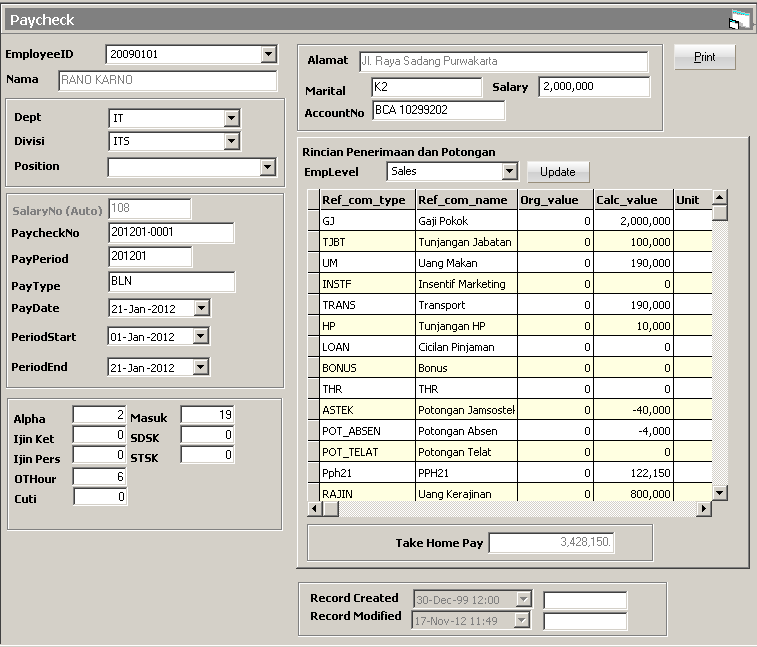 Paycheck
EmployeeID 20090101
Nama RANO KARNO
Dept IT
Divisi ITS
Position
SalaryNo (Auto) 108
PaycheckNo 201201-0001
PayPeriod 201201
PayType BLN
PayDate 21-Jan-2012
PeriodStart 01-Jan-2012
PeriodEnd 21-Jan-2012
Alpha 2 Masuk 19
Ijin Ket 0 SDSK 0
Ijin Pers 0 STSK 0
OTHour 6
Cuti 0
Alamat Jl. Raya Sadang Purwakarta
Marital K2 Salary 2,000,000
AccountNo BCA 10299202
Print
Rincian Penerimaan dan Potongan
EmpLevel Sales Update
Ref_com_type Ref_com_name Org_value Calc_value Unit
GJ Gaji Pokok 0 2,000,000
TJBT Tunjangan Jabatan 0 100,000
UM Uang Makan 0 190,000
INSTF Insentif Marketing 0 0
TRANS Transport 0 190,000
HP Tunjangan HP 0 10,000
LOAN Cicilan Pinjaman 0 0
BONUS Bonus 0 0
THR THR 0 0
ASTEK Potongan Jamsostek 0 -40,000
POT_ABSEN Potongan Absen 0 -4,000
POT_TELAT Potongan Telat 0 0
Pph21 PPH21 0 122,150
RAJIN Uang Kerajinan 0 800,000
Take Home Pay 3,428,150.
Record Created 30-Dec-99 12:00
Record Modified 17-Nov-12 11:49